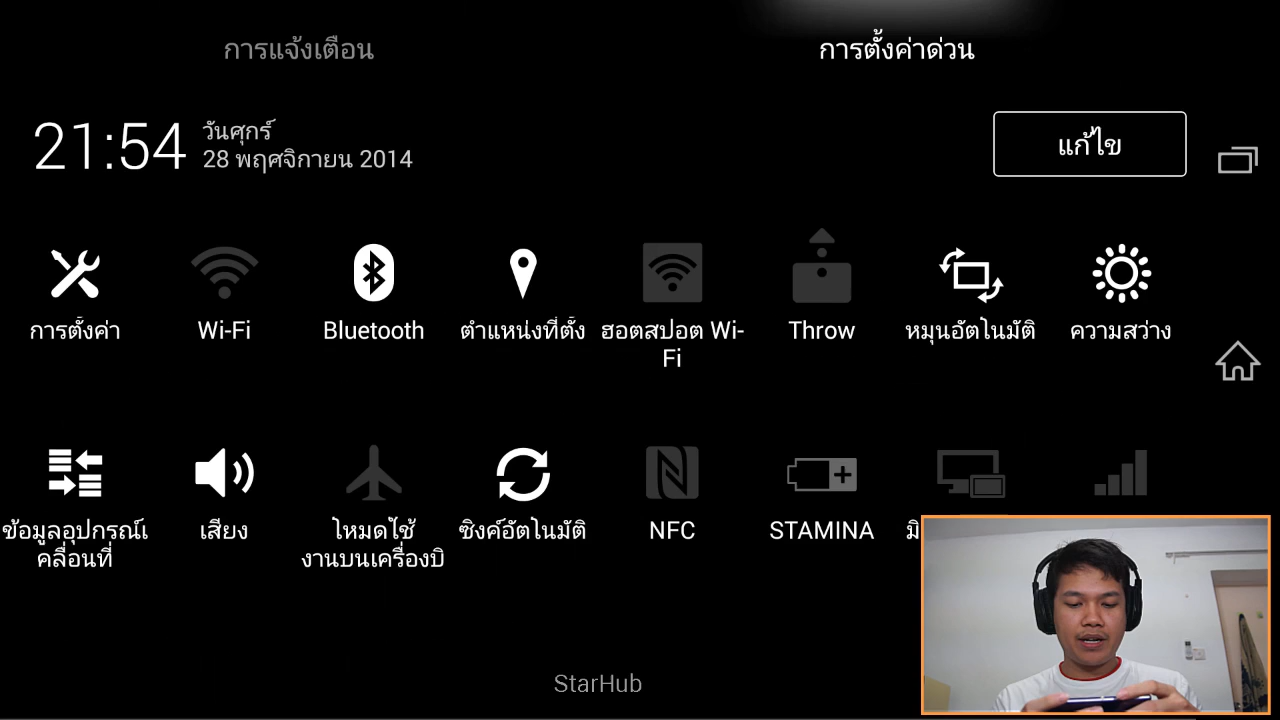 การแจ้งเตือน
การตั้งค่าด่วน
21:54
วันศุกร์
28 พฤศจิกายน 2014
แก้ไข
การตั้งค่า
Wi-Fi
Bluetooth
ตำแหน่งที่ตั้ง
ฮอตสปอต Wi-
Fi
Throw
หมุนอัตโนมัติ
ความสว่าง
ข้อมูลอุปกรณ์เ
คลื่อนที่
เสียง
โหมดใช้
งานบนเครื่องบิ
ซิงค์อัตโนมัติ
NFC
STAMINA
มิ
StarHub